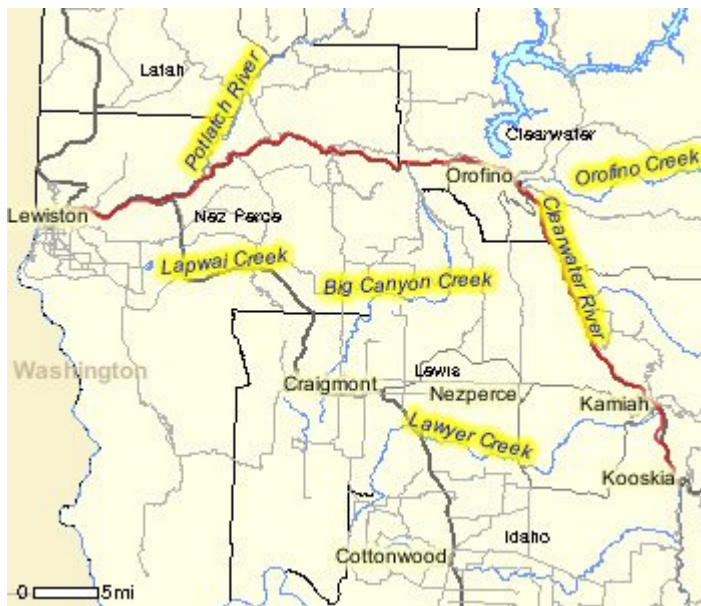 Latah
Potlatch River
Clearwater
Orofino
Orofino Creek
Lewiston
Nez Perce
Clearwater River
Lapwai Creek
Big Canyon Creek
Washington
Lewis
Craigmont
Nezperce
Kamiah
Lawyer Creek
Kooskia
Idaho
Cottonwood
0 5mi